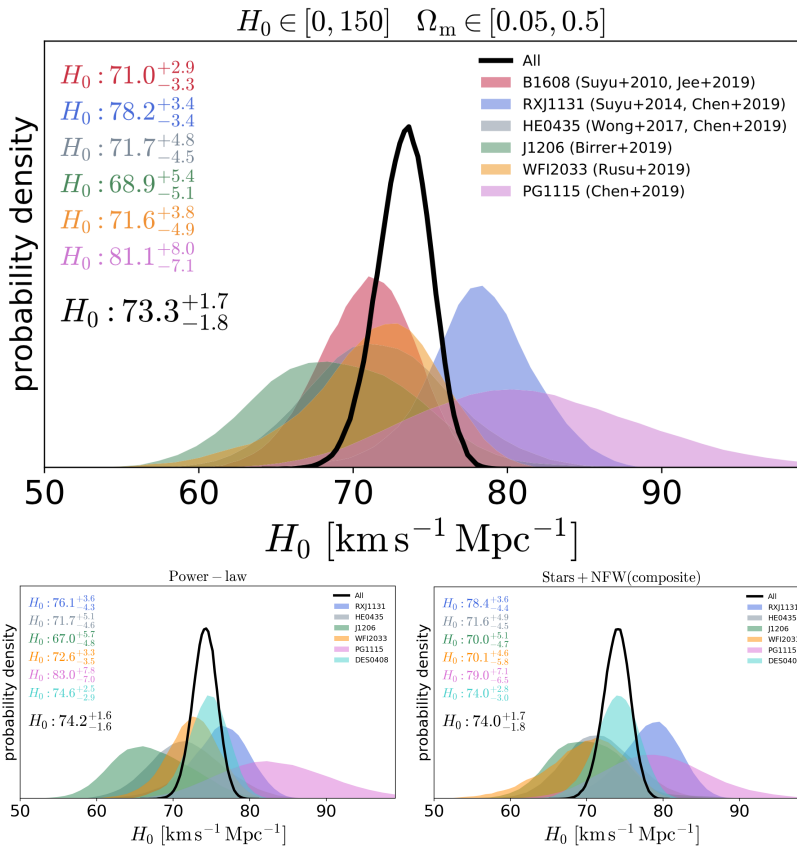 H₀ ∈ [0, 150] Ωₘ ∈ [0.05, 0.5]
H₀ : 71.0 +2.9 −3.3
H₀ : 78.2 +3.4 −3.4
H₀ : 71.7 +4.8 −4.5
H₀ : 68.9 +5.4 −5.1
H₀ : 71.6 +3.8 −4.9
H₀ : 81.1 +8.0 −7.1
H₀ : 73.3 +1.7 −1.8
All
B1608 (Suyu+2010, Jee+2019)
RXJ1131 (Suyu+2014, Chen+2019)
HE0435 (Wong+2017, Chen+2019)
J1206 (Birrer+2019)
WFI2033 (Rusu+2019)
PG1115 (Chen+2019)
probability density
50 60 70 80 90
H₀ [km s⁻¹ Mpc⁻¹]
Power − law
H₀ : 76.1 +3.6 −4.3
H₀ : 71.7 +5.1 −4.6
H₀ : 67.0 +5.7 −4.8
H₀ : 72.6 +3.3 −3.5
H₀ : 83.0 +7.8 −7.0
H₀ : 74.6 +2.5 −2.9
H₀ : 74.2 +1.6 −1.6
All
RXJ1131
HE0435
J1206
WFI2033
PG1115
DES0408
probability density
50 60 70 80 90
H₀ [km s⁻¹ Mpc⁻¹]
Stars + NFW(composite)
H₀ : 78.4 +3.6 −4.4
H₀ : 71.6 +4.9 −4.5
H₀ : 70.0 +5.1 −4.7
H₀ : 70.1 +4.6 −5.8
H₀ : 79.0 +7.1 −6.5
H₀ : 74.0 +2.8 −3.0
H₀ : 74.0 +1.7 −1.8
All
RXJ1131
HE0435
J1206
WFI2033
PG1115
DES0408
probability density
50 60 70 80 90
H₀ [km s⁻¹ Mpc⁻¹]